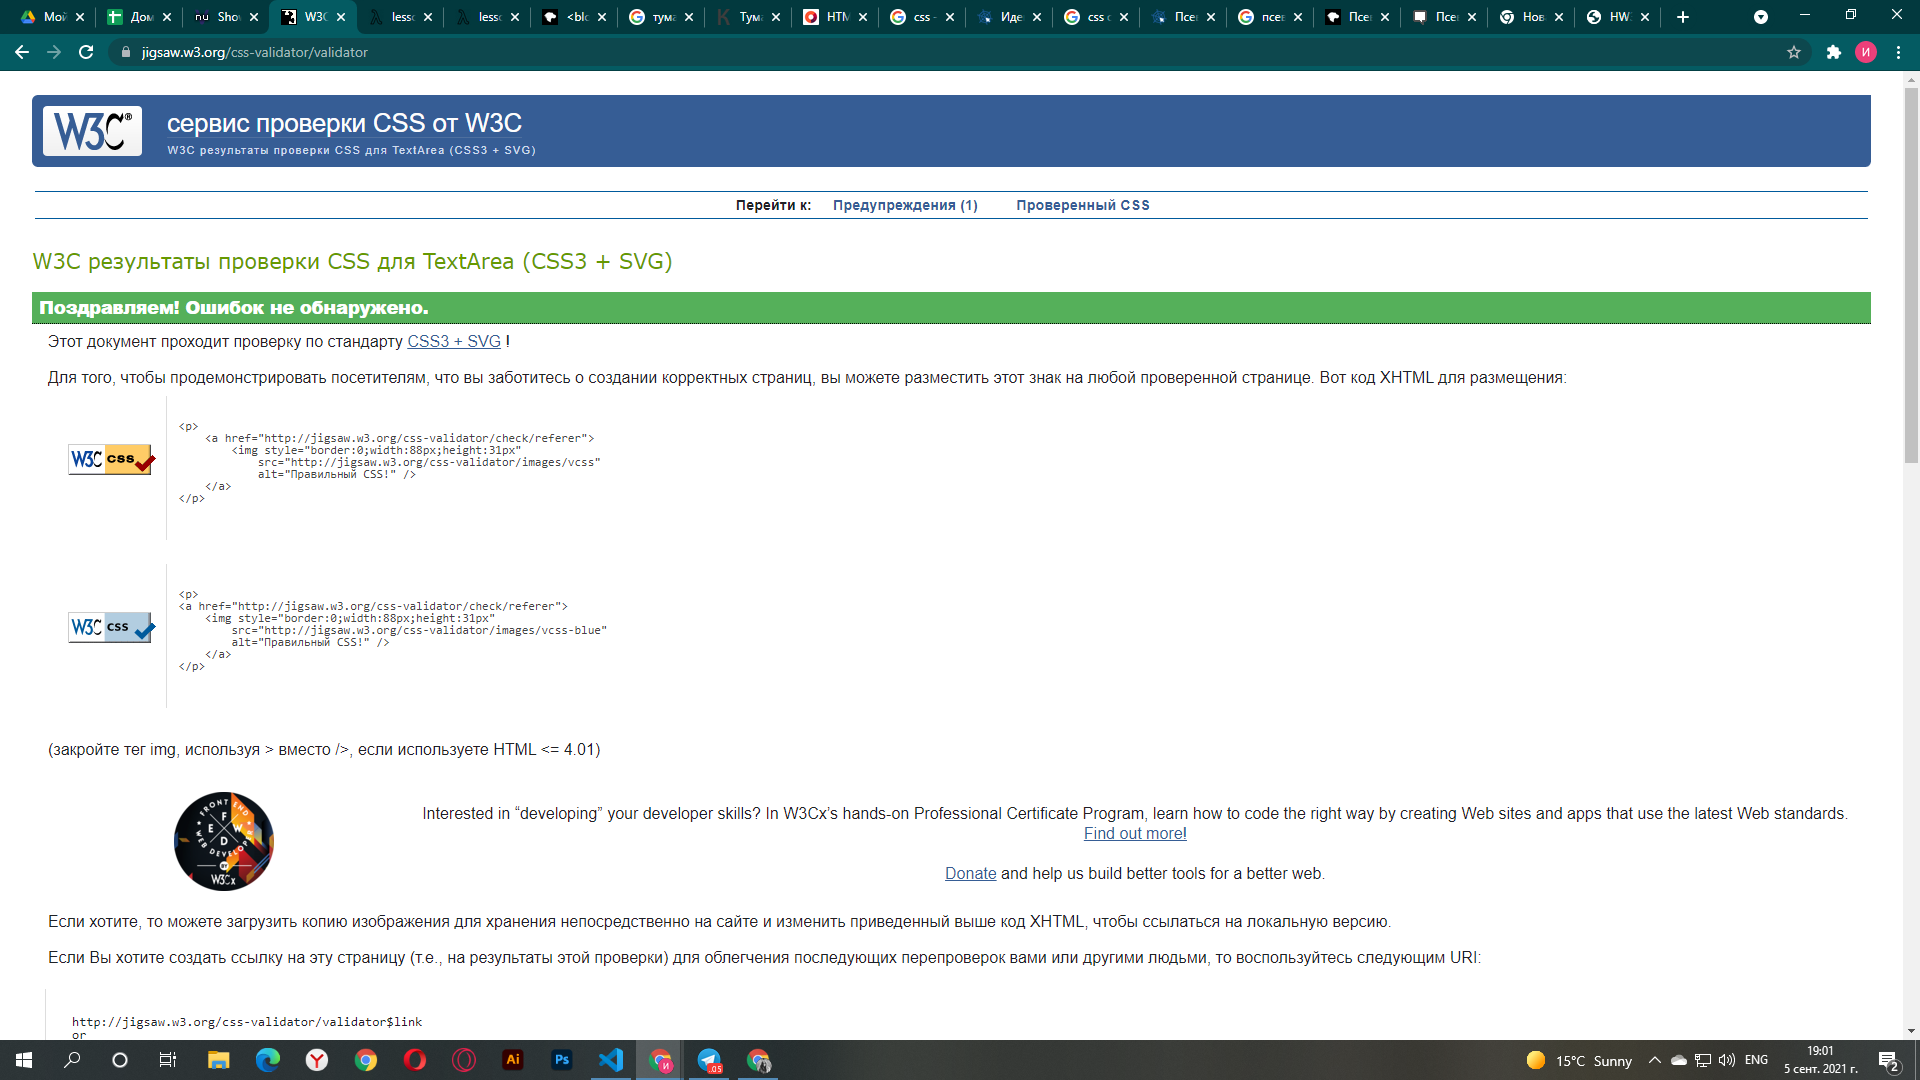 Мой
Дом
Show
W3C
lesso
lesso
<blo
тума
Тума
HTM
css -
Иде
css c
Псе
псев
Псе
Псе
Нов
HW
jigsaw.w3.org/css-validator/validator
И
W3C®
сервис проверки CSS от W3C
W3C результаты проверки CSS для TextArea (CSS3 + SVG)
Перейти к: Предупреждения (1) Проверенный CSS
W3C результаты проверки CSS для TextArea (CSS3 + SVG)
Поздравляем! Ошибок не обнаружено.
Этот документ проходит проверку по стандарту CSS3 + SVG !
Для того, чтобы продемонстрировать посетителям, что вы заботитесь о создании корректных страниц, вы можете разместить этот знак на любой проверенной странице. Вот код XHTML для размещения:
W3C css
<p>
<a href="http://jigsaw.w3.org/css-validator/check/referer">
<img style="border:0;width:88px;height:31px"
src="http://jigsaw.w3.org/css-validator/images/vcss"
alt="Правильный CSS!" />
</a>
</p>
W3C css
<p>
<a href="http://jigsaw.w3.org/css-validator/check/referer">
<img style="border:0;width:88px;height:31px"
src="http://jigsaw.w3.org/css-validator/images/vcss-blue"
alt="Правильный CSS!" />
</a>
</p>
(закройте тег img, используя > вместо />, если используете HTML <= 4.01)
FRONT END
F
E W
D
WEB DEVELOPER
W3Cx
Interested in “developing” your developer skills? In W3Cx’s hands-on Professional Certificate Program, learn how to code the right way by creating Web sites and apps that use the latest Web standards.
Find out more!
Donate and help us build better tools for a better web.
Если хотите, то можете загрузить копию изображения для хранения непосредственно на сайте и изменить приведенный выше код XHTML, чтобы ссылаться на локальную версию.
Если Вы хотите создать ссылку на эту страницу (т.е., на результаты этой проверки) для облегчения последующих перепроверок вами или другими людьми, то воспользуйтесь следующим URI:
http://jigsaw.w3.org/css-validator/validator$link
or
Ai
Ps
И
.05
15°C Sunny
ENG
19:01
5 сент. 2021 г.
2